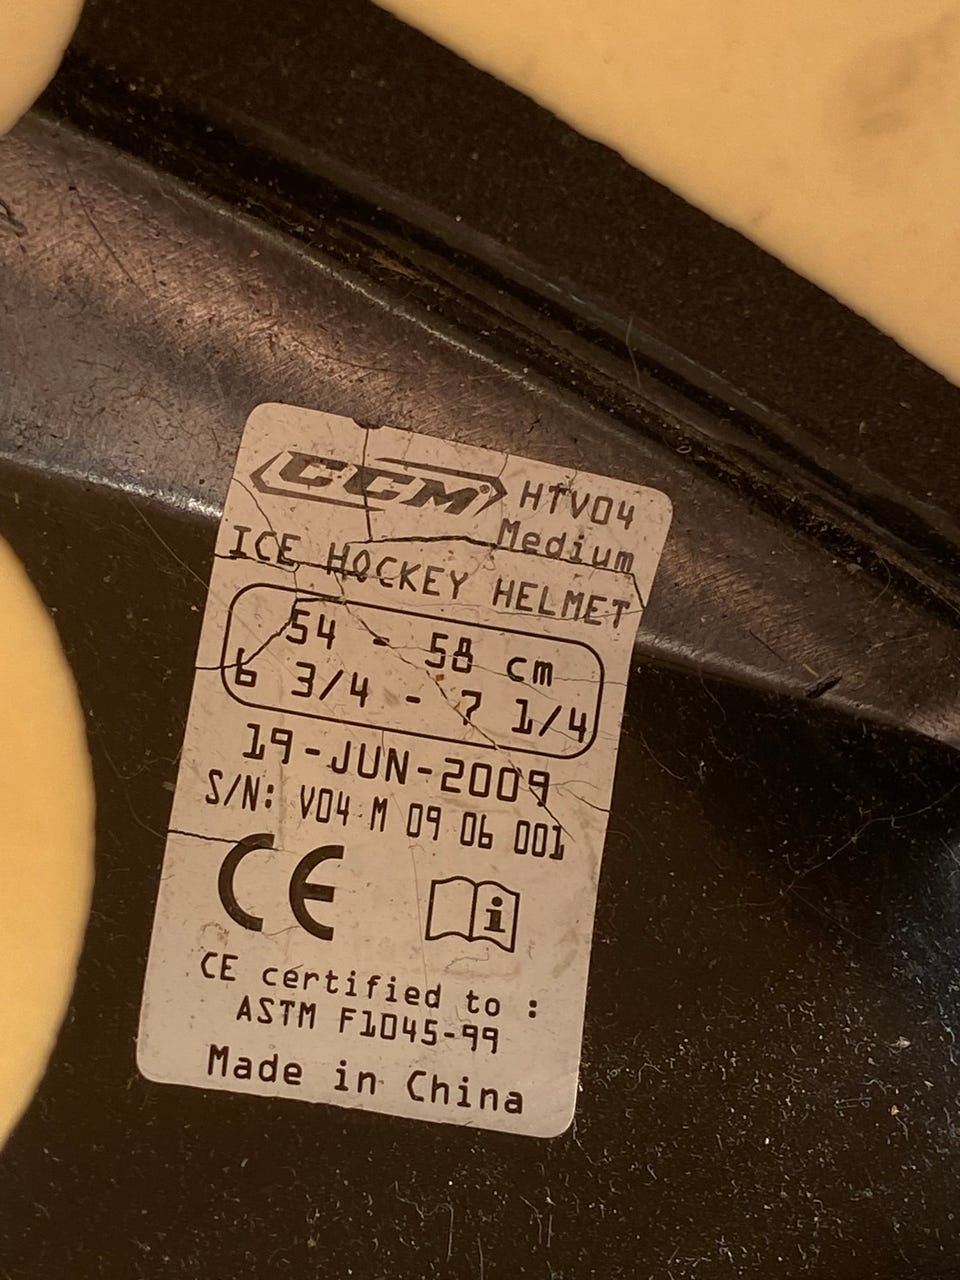 CCM® HTV04
Medium
ICE HOCKEY HELMET
54 - 58 cm
6 3/4 - 7 1/4
19-JUN-2009
S/N: V04 M 09 06 001
CE
i
CE certified to :
ASTM F1045-99
Made in China